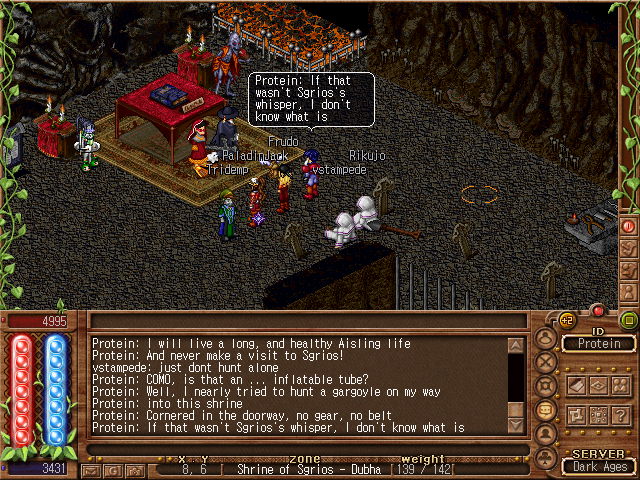 Protein: If that
wasn't Sgrios's
whisper, I don't
know what is
Frudo
PaladinJack
Rikujo
Tridemp
vstampede
4995
+2
ID
Protein
Protein: I will live a long, and healthy Aisling life
Protein: And never make a visit to Sgrios!
vstampede: just dont hunt alone
Protein: COMO, is that an ... inflatable tube?
Protein: Well, I nearly tried to hunt a gargoyle on my way
Protein: into this shrine
Protein: Cornered in the doorway, no gear, no belt
Protein: If that wasn't Sgrios's whisper, I don't know what is
X Y ZONE weight
3431
8, 6 [ Shrine of Sgrios - Dubha [139 / 142[
SERVER
Dark Ages